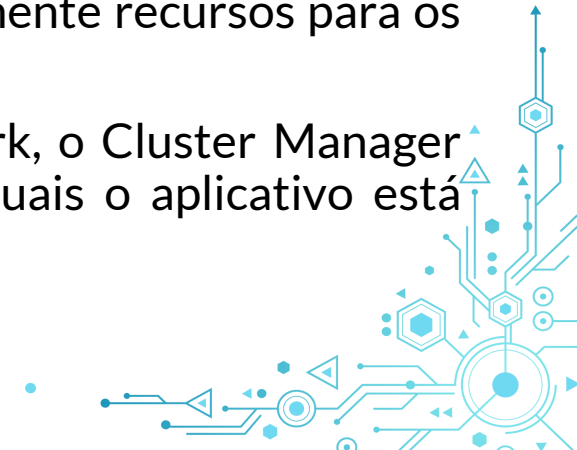 mente recursos para os
rk, o Cluster Manager
uais o aplicativo está